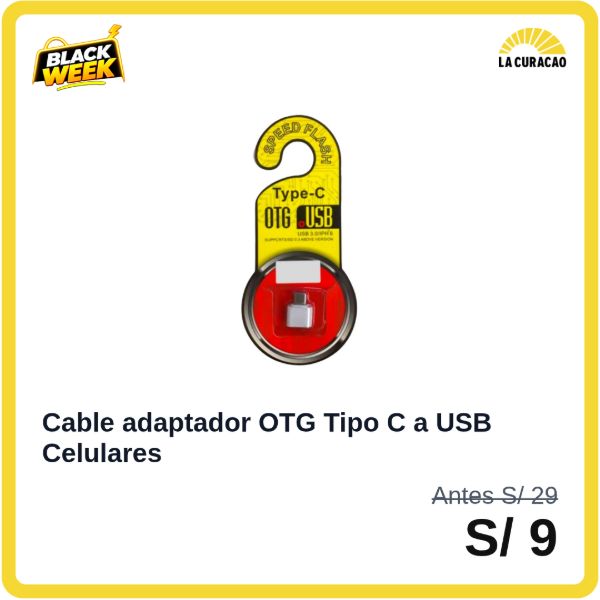 BLACK
WEEK
LA CURACAO
SPEED FLASH
Type-C
OTG USB
Cable adaptador OTG Tipo C a USB
Celulares
Antes S/ 29
S/ 9